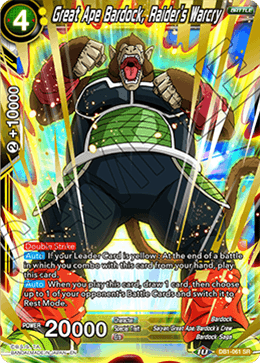 BATTLE
4
Great Ape Bardock, Raider's Warcry
2 +10000
Double Strike
Auto If your Leader Card is yellow: At the end of a battle
in which you combo with this card from your hand, play
this card.
Auto When you play this card, draw 1 card, then choose
up to 1 of your opponent's Battle Cards and switch it to
Rest Mode.
POWER 20000
Character
Bardock
Special Trait
Saiyan, Great Ape, Bardock's Crew
Era
Bardock Saga
DB1-061 SR